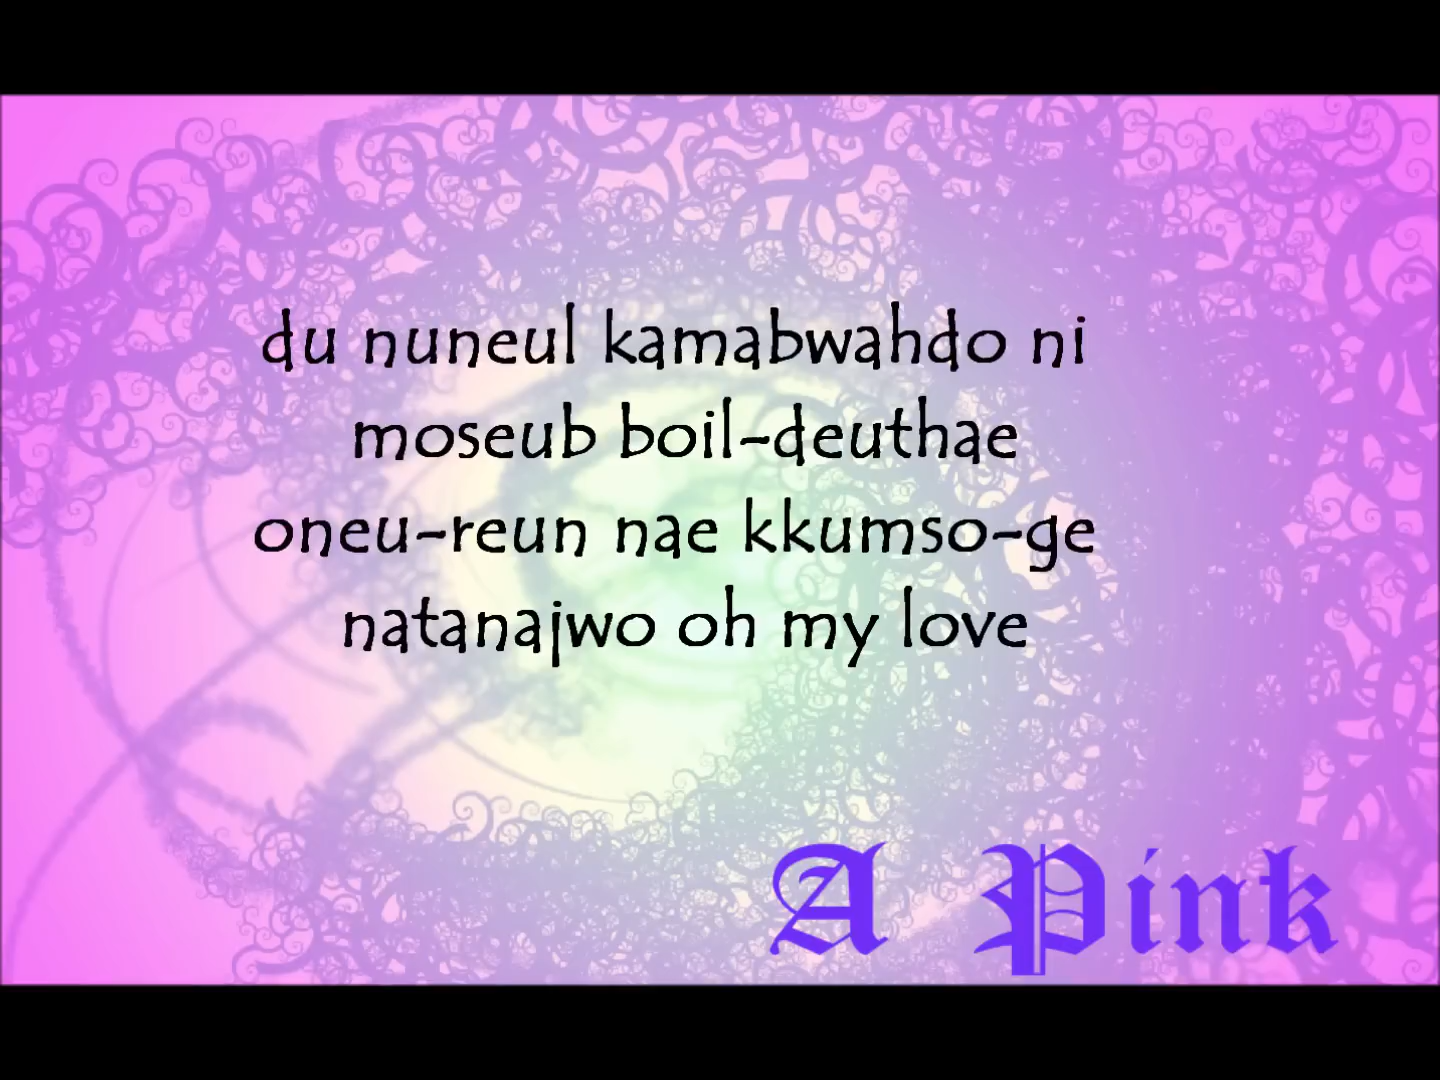 du nuneul kamabwahdo ni
moseub boil-deuthae
oneu-reun nae kkumso-ge
natanajwo oh my love
A Pink